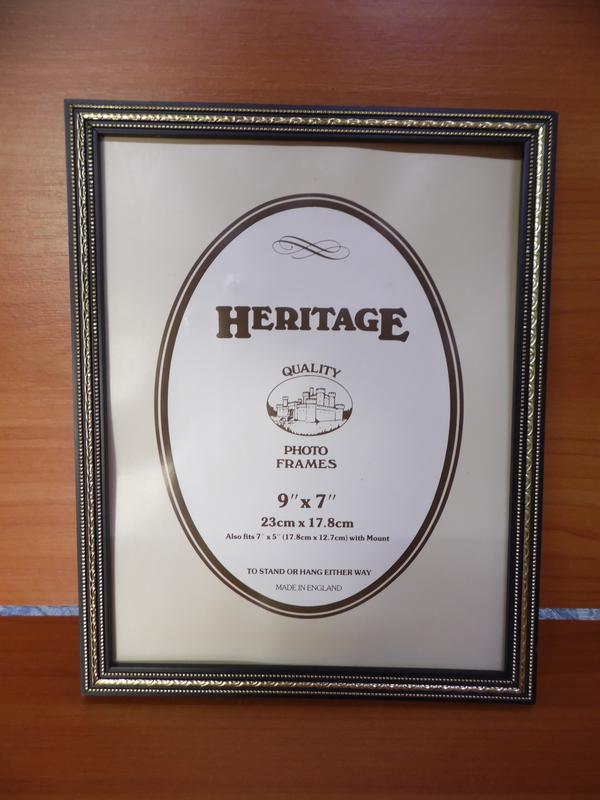 HERITAGE
QUALITY
PHOTO
FRAMES
9" x 7"
23cm x 17.8cm
Also fits 7" x 5" (17.8cm x 12.7cm) with Mount
TO STAND OR HANG EITHER WAY
MADE IN ENGLAND